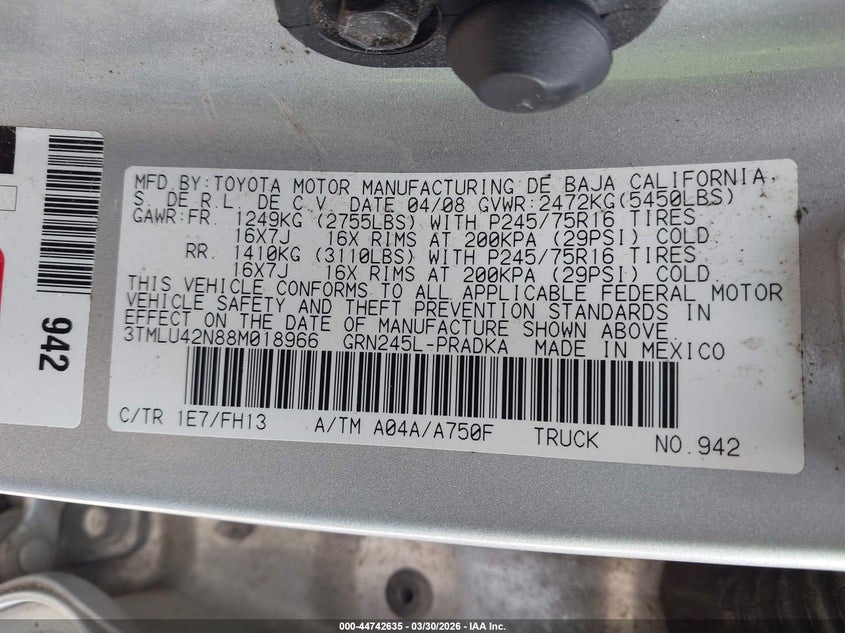 MFD. BY: TOYOTA MOTOR MANUFACTURING DE BAJA CALIFORNIA,
S. DE R.L. DE C.V. DATE 04/08 GVWR: 2472KG(5450LBS)
GAWR: FR. 1249KG (2755LBS) WITH P245/75R16 TIRES
16X7J 16X RIMS AT 200KPA (29PSI) COLD
RR 1410KG (3110LBS) WITH P245/75R16 TIRES
16X7J 16X RIMS AT 200KPA (29PSI) COLD
THIS VEHICLE CONFORMS TO ALL APPLICABLE FEDERAL MOTOR
VEHICLE SAFETY AND THEFT PREVENTION STANDARDS IN
EFFECT ON THE DATE OF MANUFACTURE SHOWN ABOVE.
3TMLU42N88M018966 GRN245L-PRADKA MADE IN MEXICO
C/TR 1E7/FH13 A/TM A04A/A750F TRUCK NO.942
942
000-44742635 - 03/30/2026 - IAA Inc.